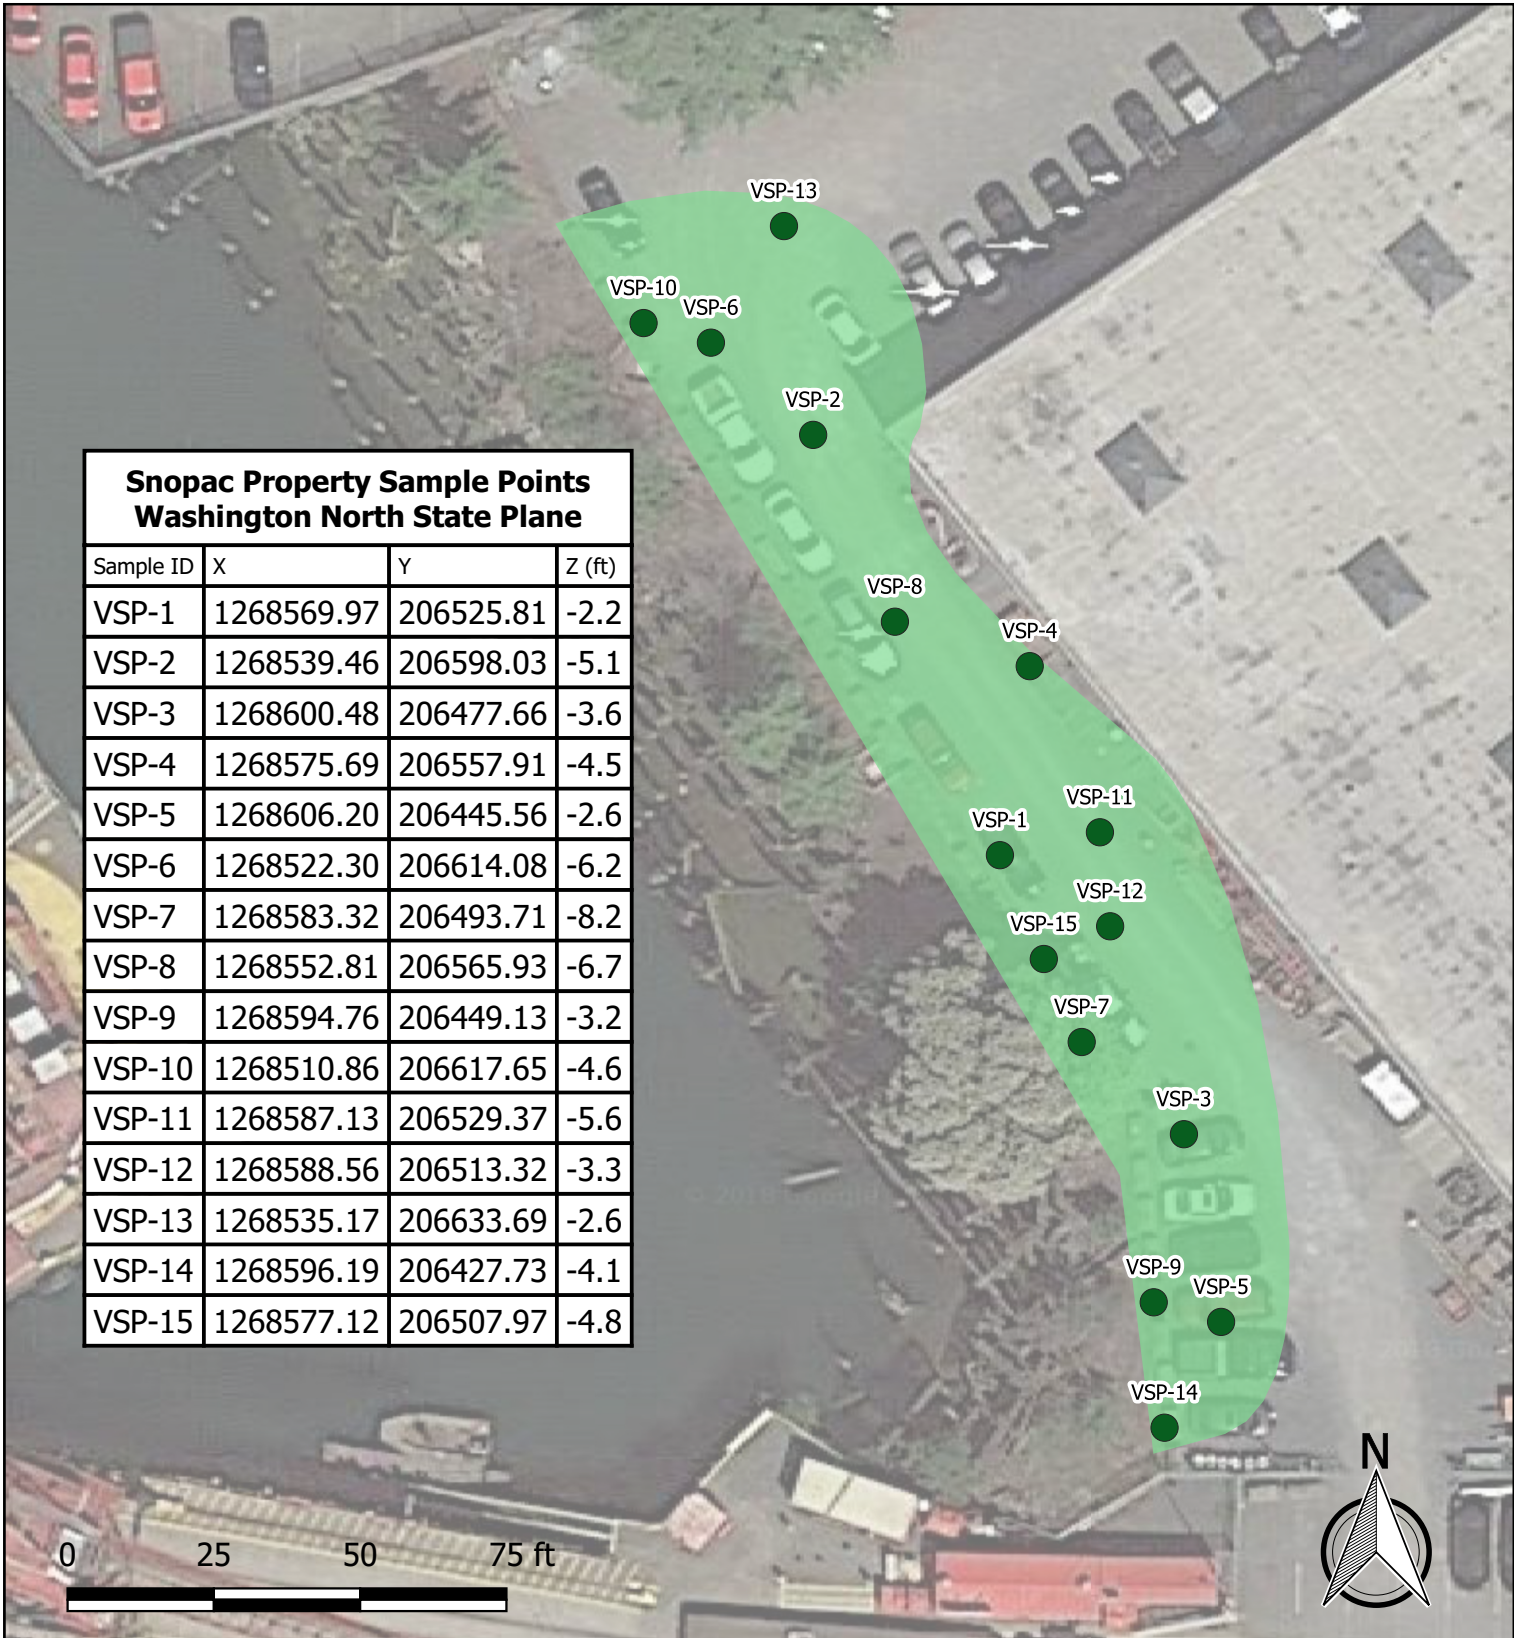 VSP-13
VSP-10
VSP-6
VSP-2
VSP-8
VSP-4
VSP-11
VSP-1
VSP-12
VSP-15
VSP-7
VSP-3
VSP-9
VSP-5
VSP-14
Snopac Property Sample Points
Washington North State Plane
Sample ID X Y Z (ft)
VSP-1 1268569.97 206525.81 -2.2
VSP-2 1268539.46 206598.03 -5.1
VSP-3 1268600.48 206477.66 -3.6
VSP-4 1268575.69 206557.91 -4.5
VSP-5 1268606.20 206445.56 -2.6
VSP-6 1268522.30 206614.08 -6.2
VSP-7 1268583.32 206493.71 -8.2
VSP-8 1268552.81 206565.93 -6.7
VSP-9 1268594.76 206449.13 -3.2
VSP-10 1268510.86 206617.65 -4.6
VSP-11 1268587.13 206529.37 -5.6
VSP-12 1268588.56 206513.32 -3.3
VSP-13 1268535.17 206633.69 -2.6
VSP-14 1268596.19 206427.73 -4.1
VSP-15 1268577.12 206507.97 -4.8
0 25 50 75 ft
N